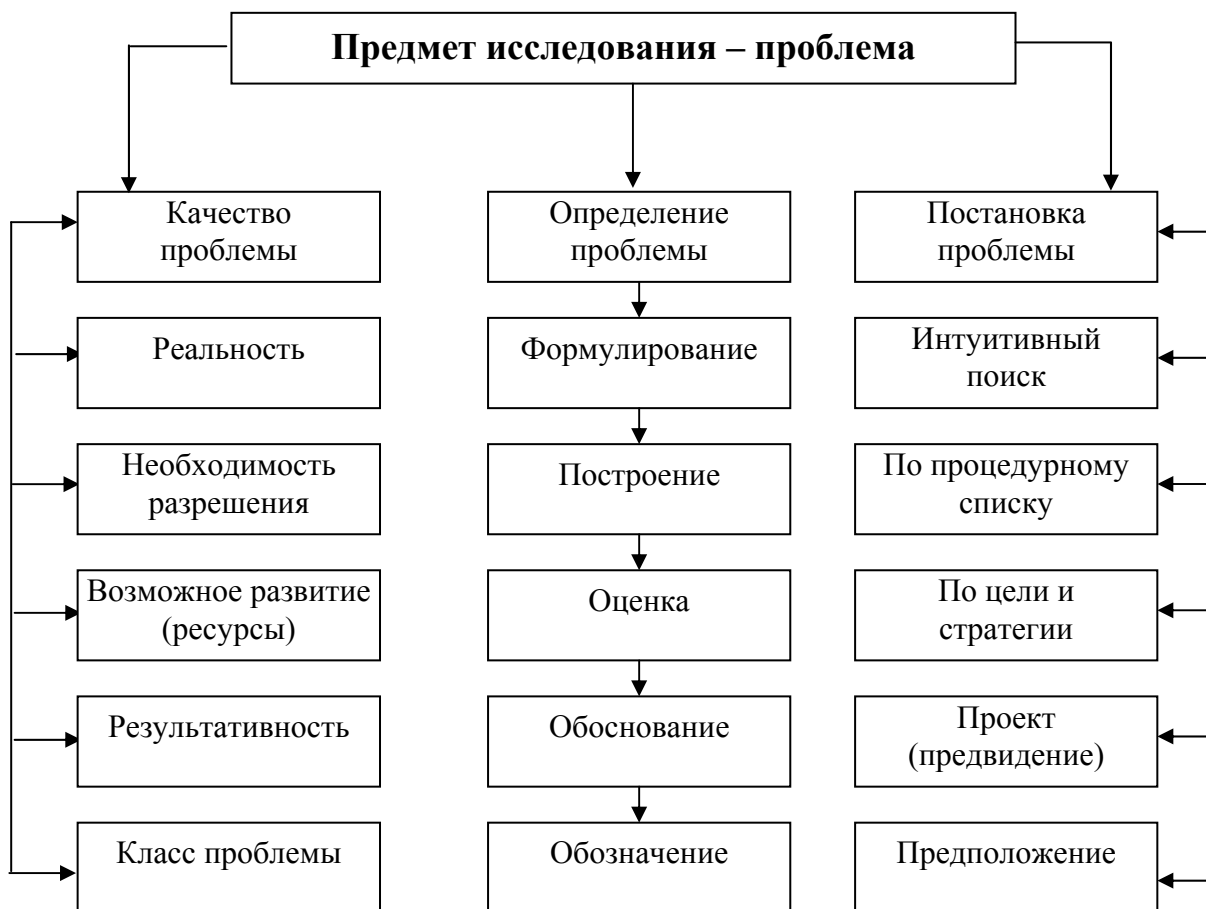 Предмет исследования – проблема
Качество
проблемы
Определение
проблемы
Постановка
проблемы
Реальность
Формулирование
Интуитивный
поиск
Необходимость
разрешения
Построение
По процедурному
списку
Возможное развитие
(ресурсы)
Оценка
По цели и
стратегии
Результативность
Обоснование
Проект
(предвидение)
Класс проблемы
Обозначение
Предположение